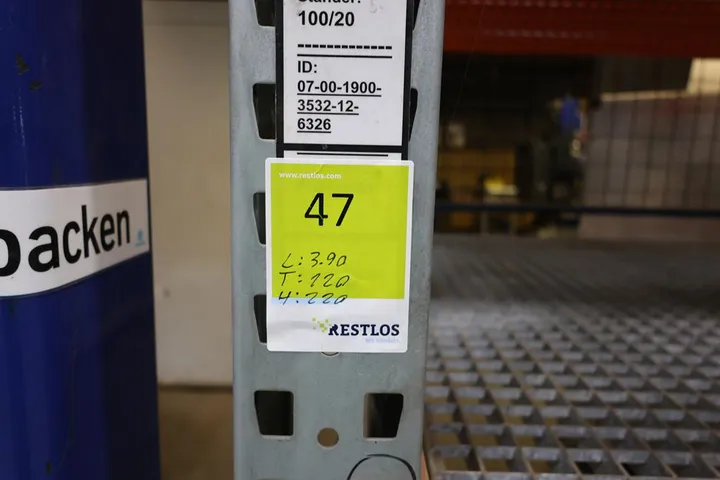 Ständer:
100/20
ID:
07-00-1900-
3532-12-
6326
www.restlos.com
47
L: 3.90
T: 120
H: 220
RESTLOS
packen